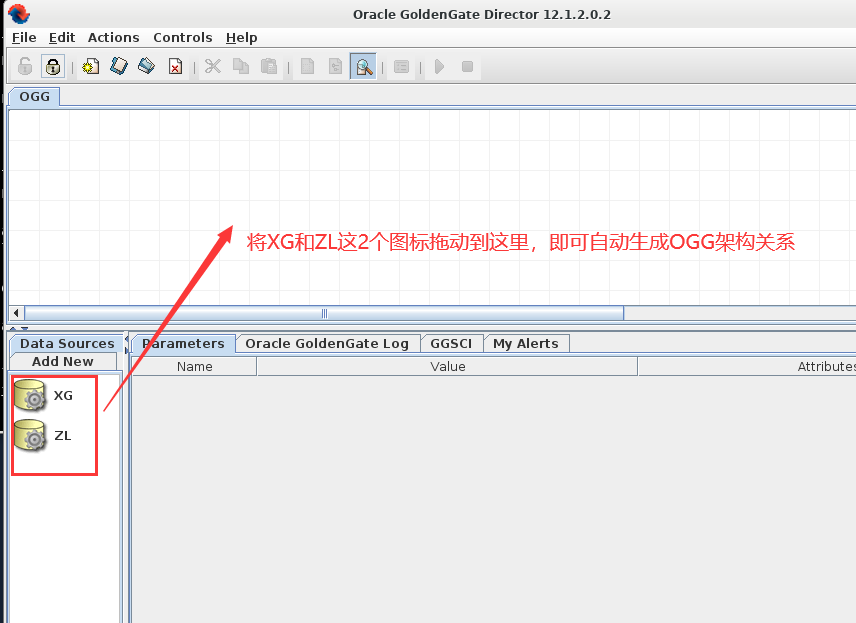 Oracle GoldenGate Director 12.1.2.0.2
File Edit Actions Controls Help
OGG
将XG和ZL这2个图标拖动到这里，即可自动生成OGG架构关系
Data Sources
Add New
XG
ZL
Parameters Oracle GoldenGate Log GGSCI My Alerts
Name Value Attributes